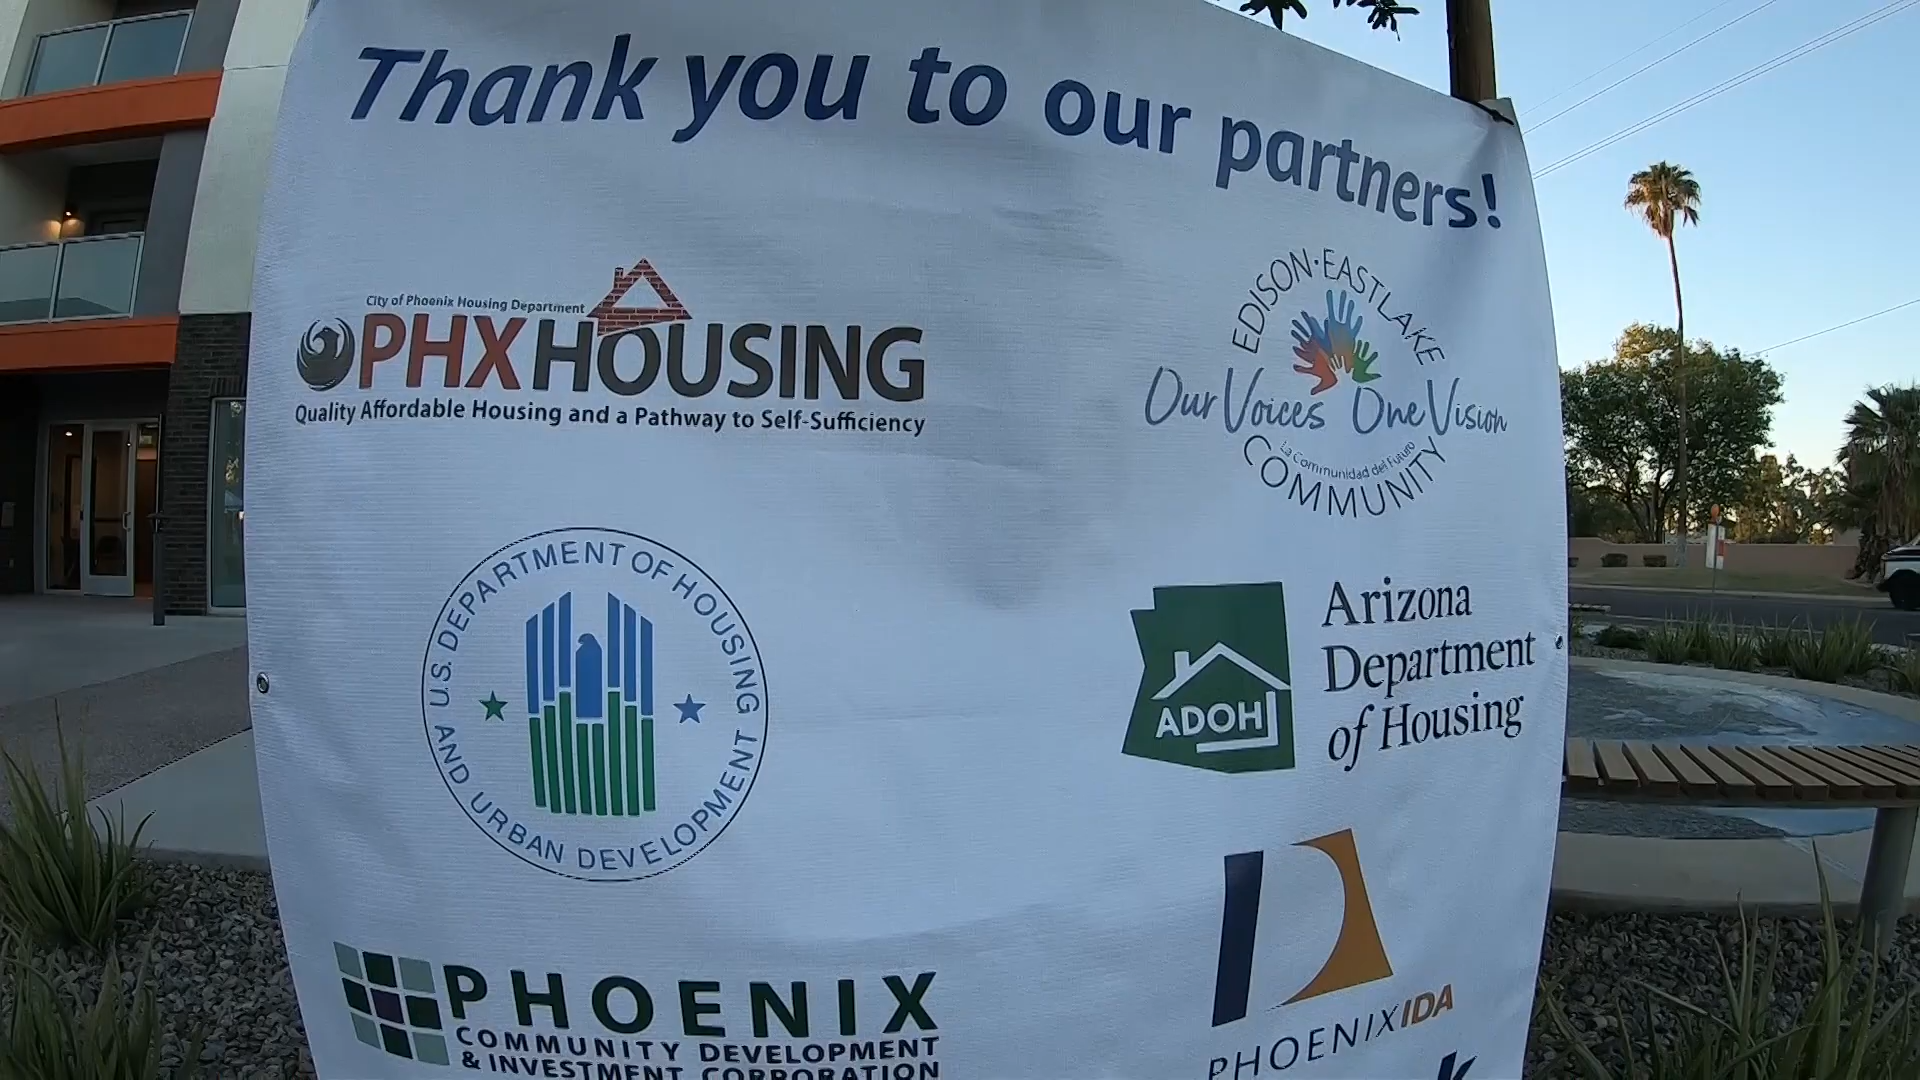 Thank you to our partners!
City of Phoenix Housing Department
PHXHOUSING
Quality Affordable Housing and a Pathway to Self-Sufficiency
EDISON·EASTLAKE
Our Voices One Vision
La Communidad del Futuro
COMMUNITY
U.S. DEPARTMENT OF HOUSING
AND URBAN DEVELOPMENT
ADOH
Arizona
Department
of Housing
PHOENIX
COMMUNITY DEVELOPMENT
& INVESTMENT CORPORATION
PHOENIXIDA